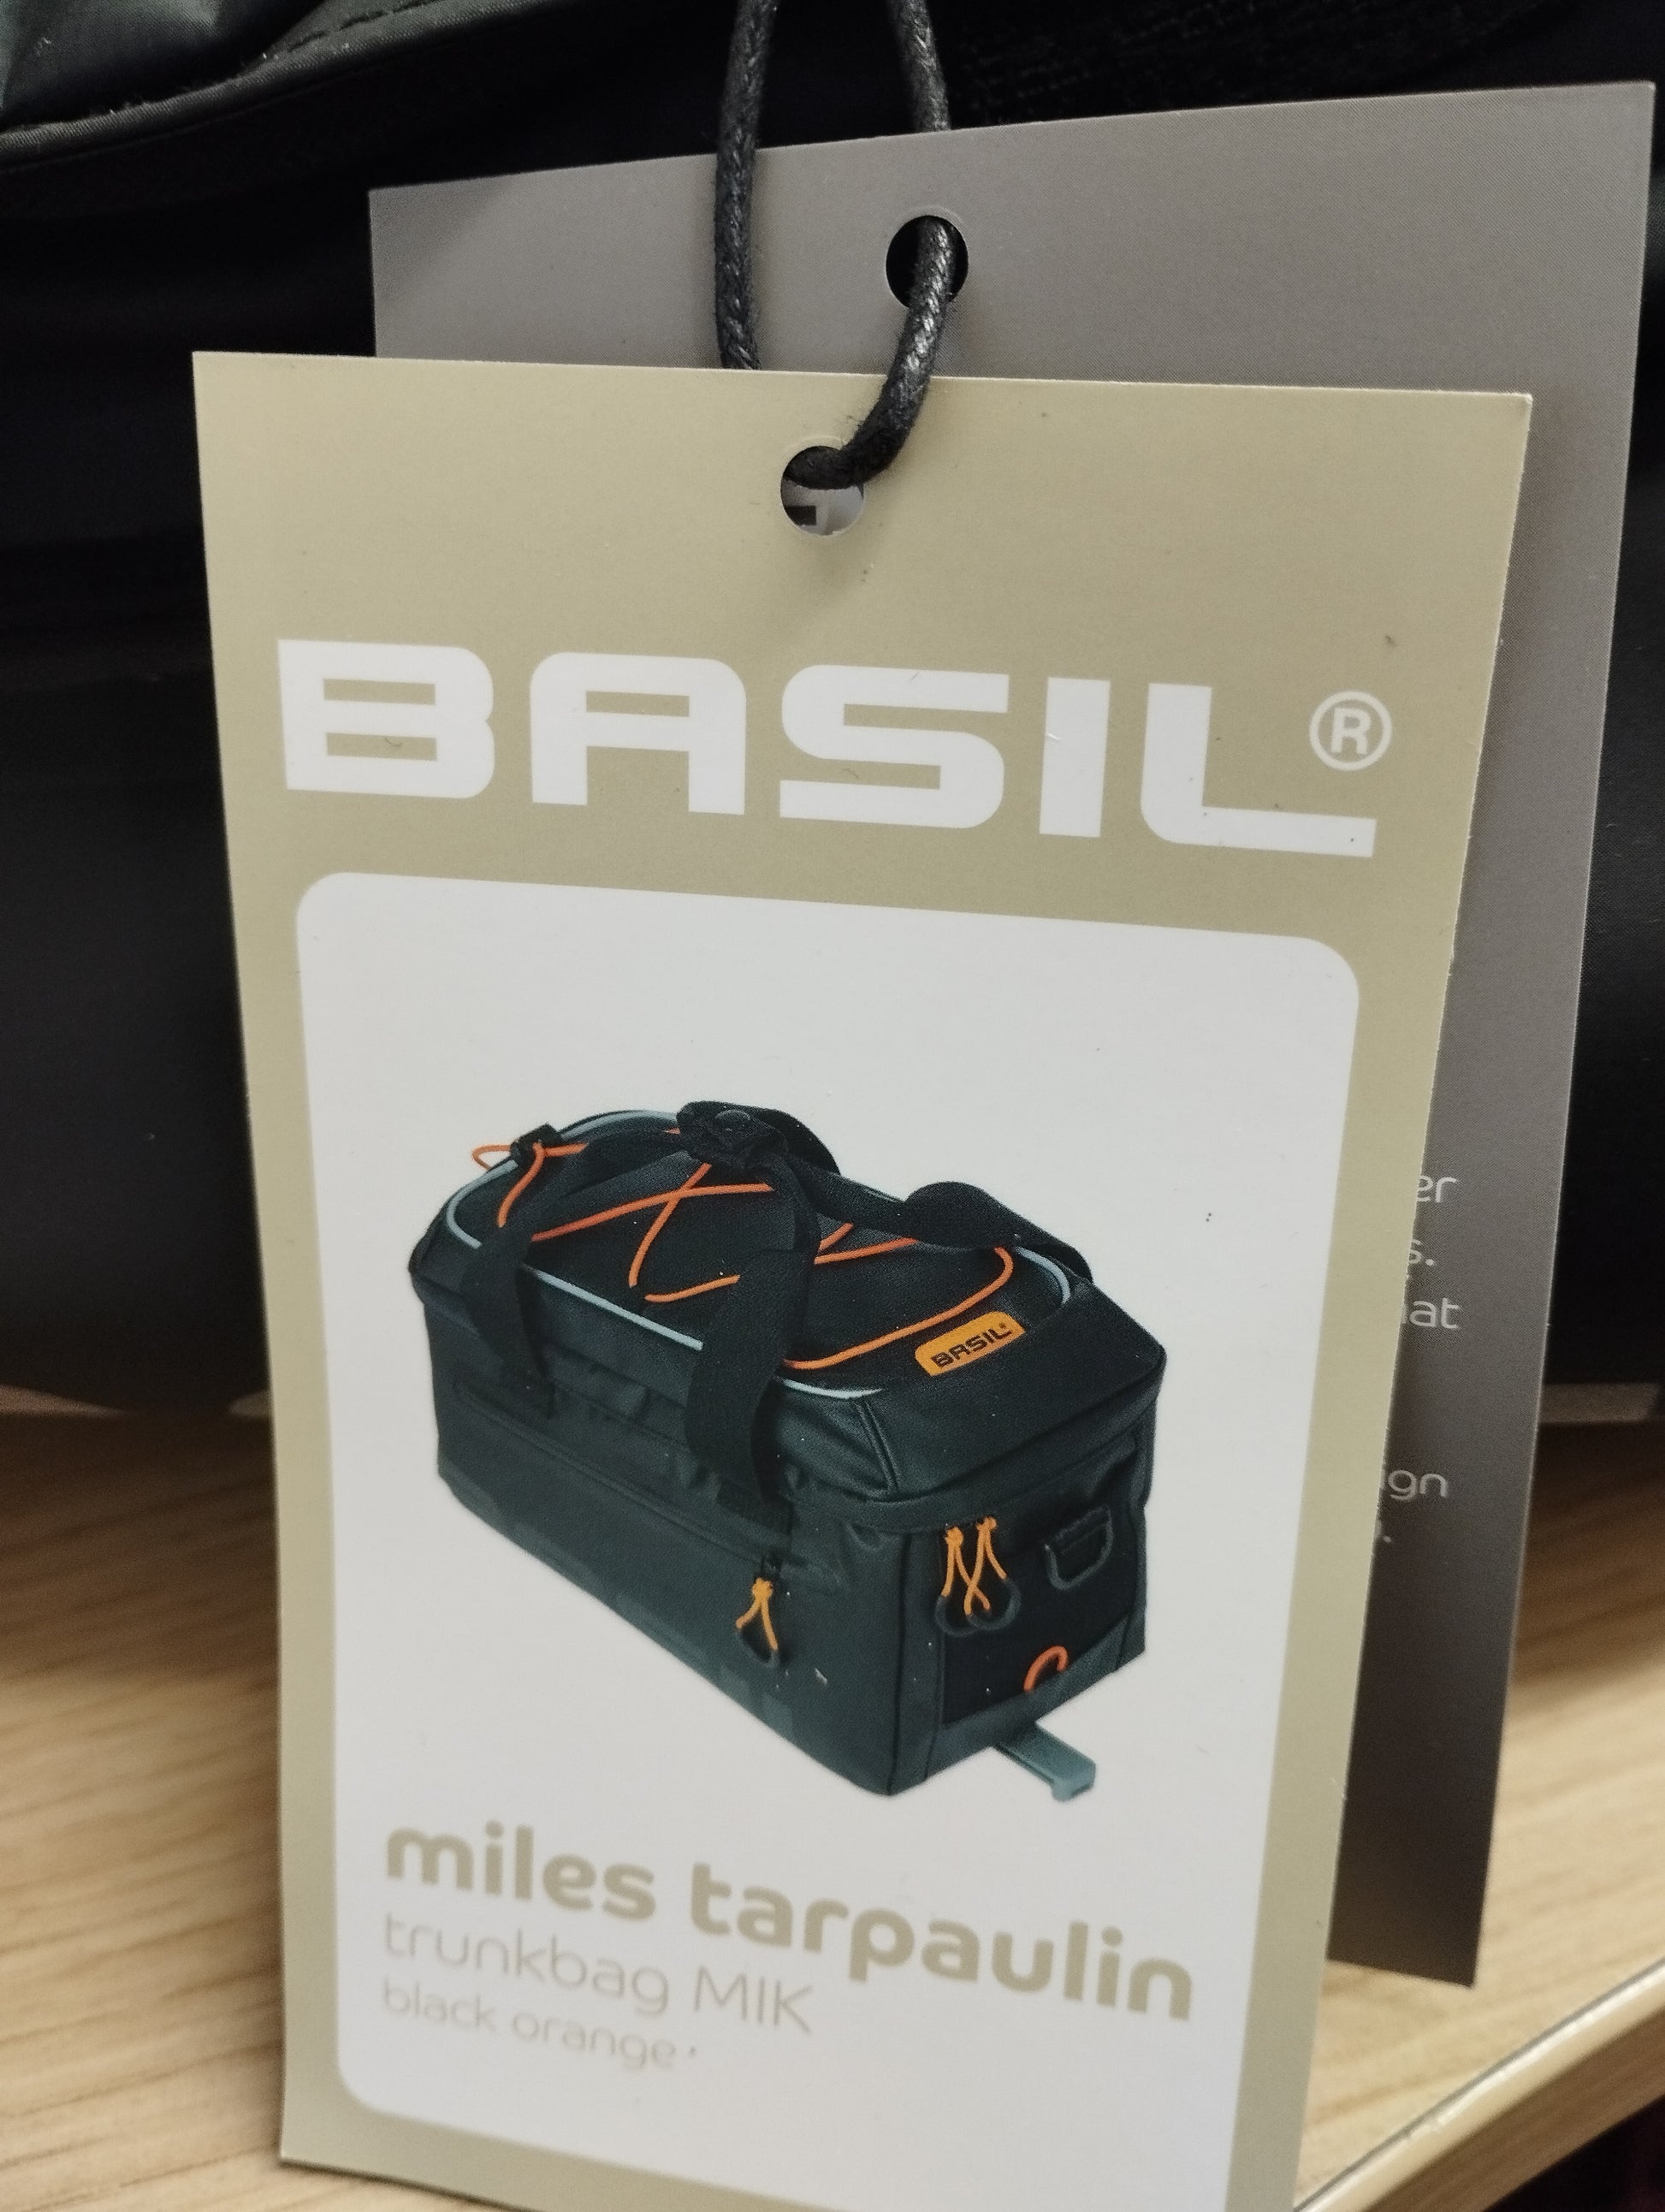 BASIL®
BASIL®
miles tarpaulin
trunkbag MIK
black orange